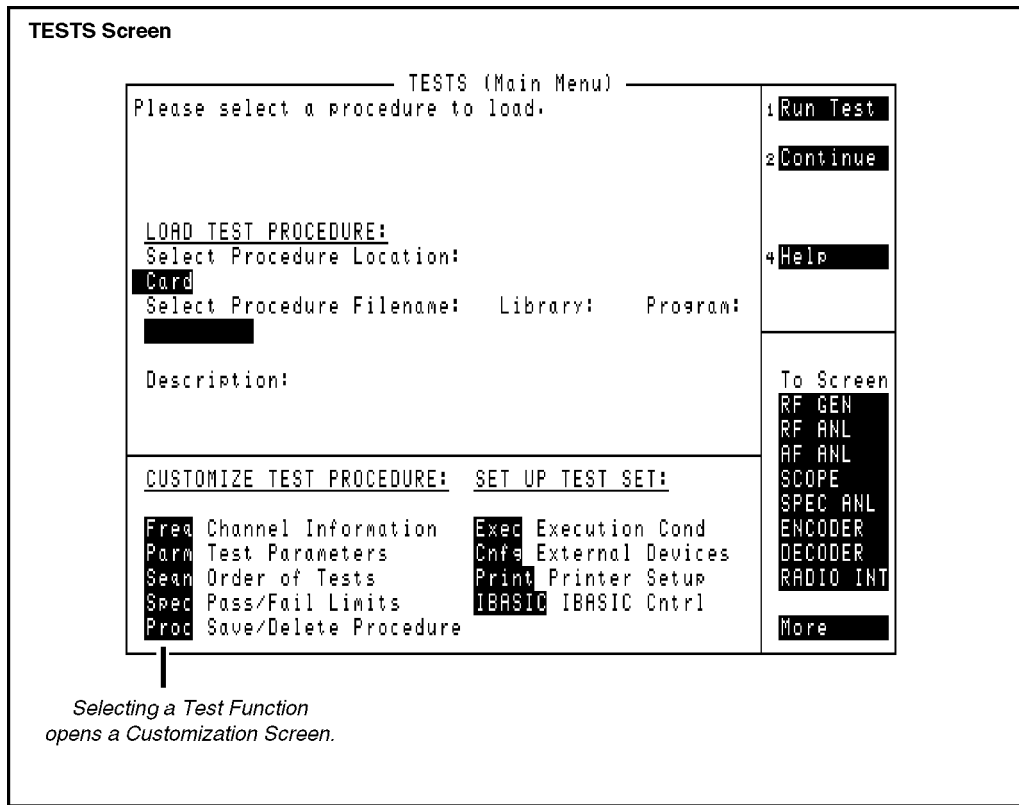 TESTS Screen
TESTS (Main Menu)
Please select a procedure to load.
LOAD TEST PROCEDURE:
Select Procedure Location:
Card
Select Procedure Filename: Library: Program:
Description:
CUSTOMIZE TEST PROCEDURE:
Freq Channel Information
Parm Test Parameters
Seqn Order of Tests
Spec Pass/Fail Limits
Proc Save/Delete Procedure
SET UP TEST SET:
Exec Execution Cond
Cnfg External Devices
Print Printer Setup
IBASIC IBASIC Cntrl
1 Run Test
2 Continue
4 Help
To Screen
RF GEN
RF ANL
AF ANL
SCOPE
SPEC ANL
ENCODER
DECODER
RADIO INT
More
Selecting a Test Function
opens a Customization Screen.